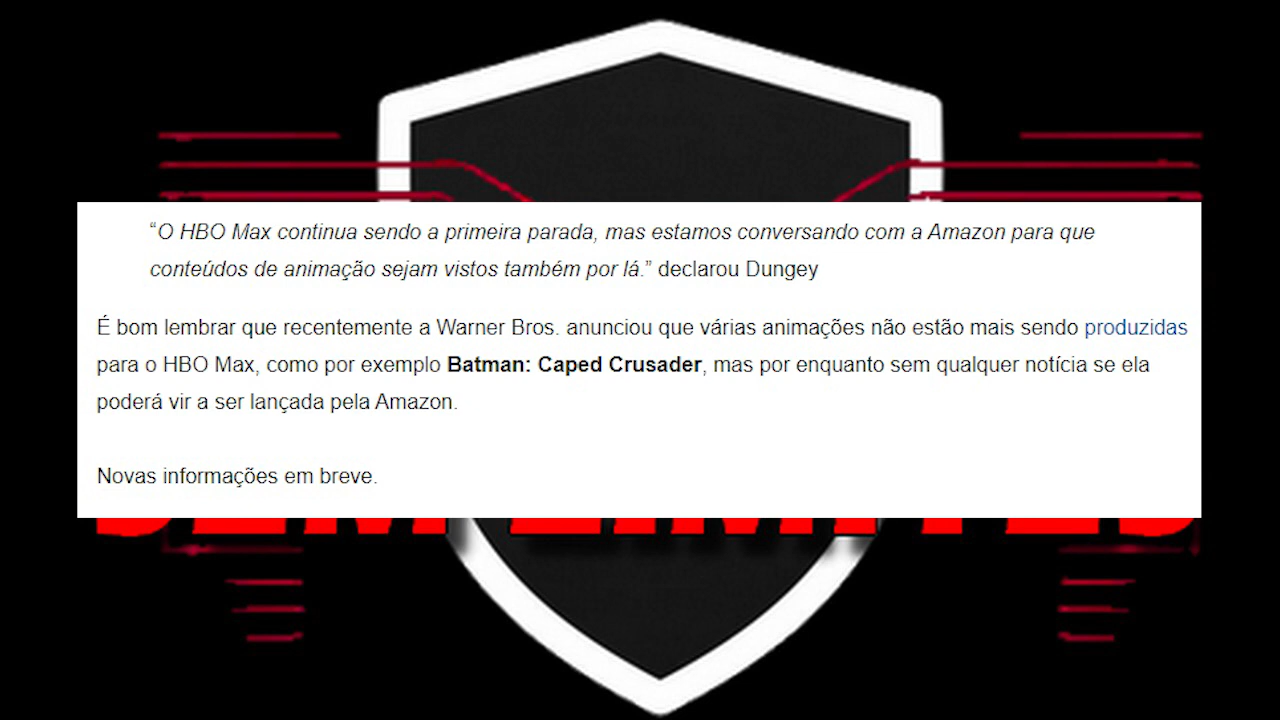 “O HBO Max continua sendo a primeira parada, mas estamos conversando com a Amazon para que
conteúdos de animação sejam vistos também por lá.” declarou Dungey
É bom lembrar que recentemente a Warner Bros. anunciou que várias animações não estão mais sendo produzidas
para o HBO Max, como por exemplo Batman: Caped Crusader, mas por enquanto sem qualquer notícia se ela
poderá vir a ser lançada pela Amazon.
Novas informações em breve.